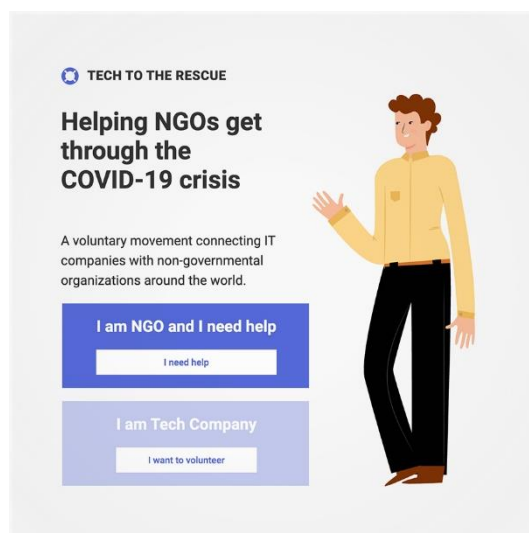 TECH TO THE RESCUE
Helping NGOs get
through the
COVID-19 crisis
A voluntary movement connecting IT
companies with non-governmental
organizations around the world.
I am NGO and I need help
I need help
I am Tech Company
I want to volunteer